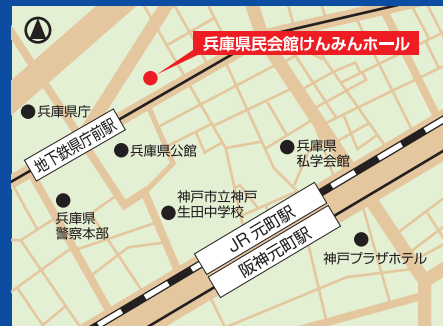 兵庫県民会館けんみんホール
兵庫県庁
地下鉄県庁前駅
兵庫県公館
兵庫県
私学会館
兵庫県
警察本部
神戸市立神戸
生田中学校
JR 元町駅
阪神元町駅
神戸プラザホテル